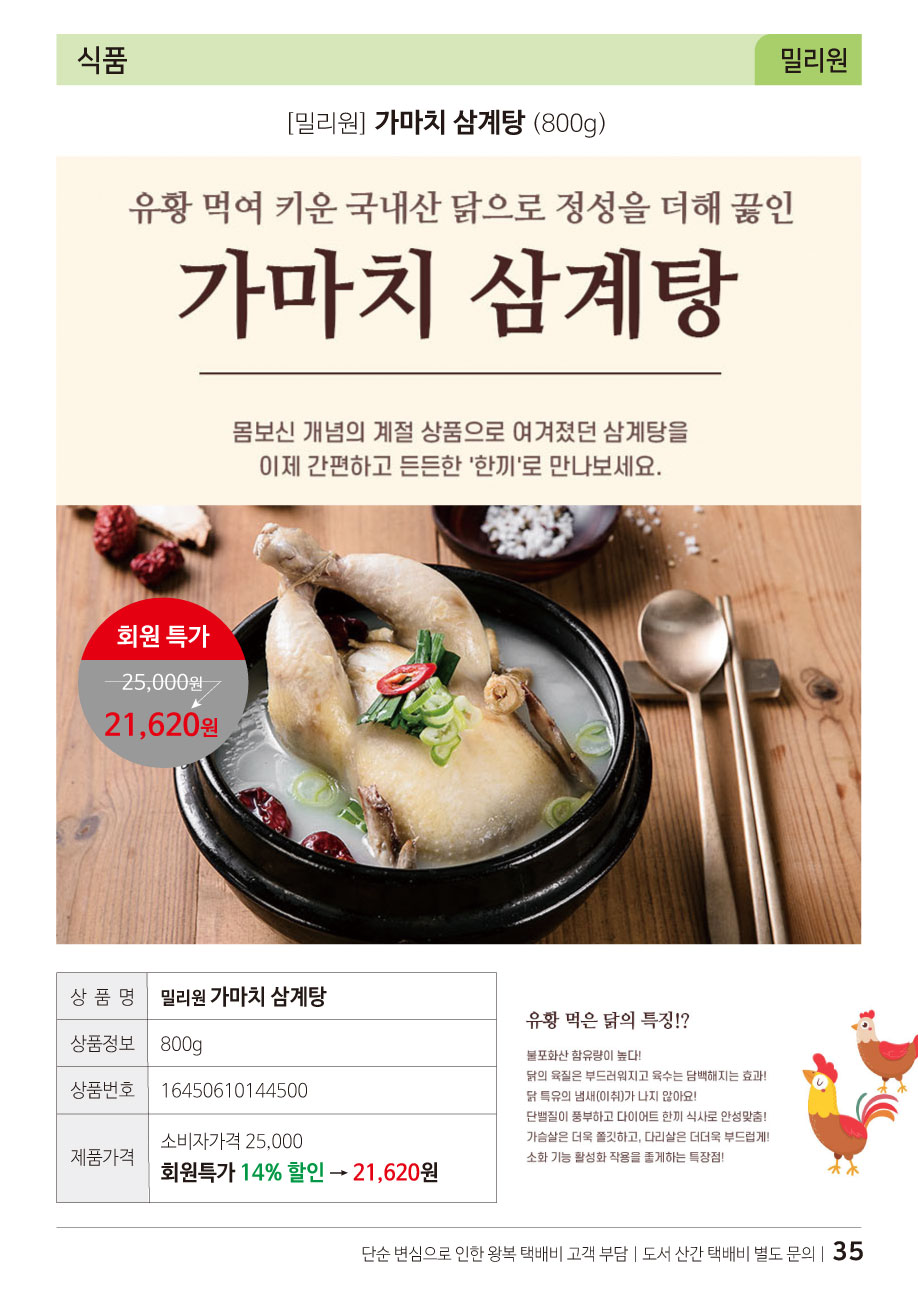 식품
밀리원
[밀리원] 가마치 삼계탕 (800g)
유황 먹여 키운 국내산 닭으로 정성을 더해 끓인
가마치 삼계탕
몸보신 개념의 계절 상품으로 여겨졌던 삼계탕을
이제 간편하고 든든한 '한끼'로 만나보세요.
회원 특가
25,000원
21,620원
상 품 명 밀리원 가마치 삼계탕
상품정보 800g
상품번호 16450610144500
제품가격
소비자가격 25,000
회원특가 14% 할인 → 21,620원
유황 먹은 닭의 특징!?
불포화산 함유량이 높다!
닭의 육질은 부드러워지고 육수는 담백해지는 효과!
닭 특유의 냄새(이취)가 나지 않아요!
단백질이 풍부하고 다이어트 한끼 식사로 안성맞춤!
가슴살은 더욱 쫄깃하고, 다리살은 더더욱 부드럽게!
소화 기능 활성화 작용을 좋게하는 특장점!
단순 변심으로 인한 왕복 택배비 고객 부담 | 도서 산간 택배비 별도 문의 | 35